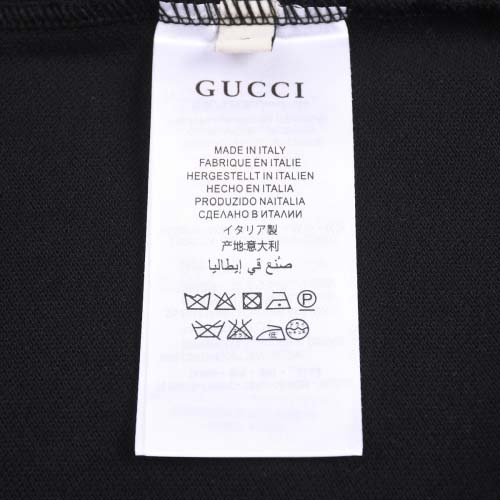 GUCCI
MADE IN ITALY
FABRIQUE EN ITALIE
HERGESTELLT IN ITALIEN
HECHO EN ITALIA
PRODUZIDO NAITALIA
СДЕЛАНО В ИТАЛИИ
イタリア製
产地:意大利
صنع قي إيطاليا
P